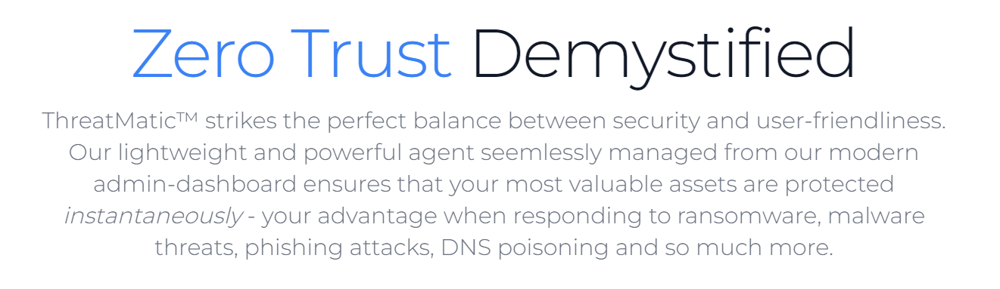 Zero Trust Demystified
ThreatMatic™ strikes the perfect balance between security and user-friendliness.
Our lightweight and powerful agent seemlessly managed from our modern
admin-dashboard ensures that your most valuable assets are protected
instantaneously - your advantage when responding to ransomware, malware
threats, phishing attacks, DNS poisoning and so much more.